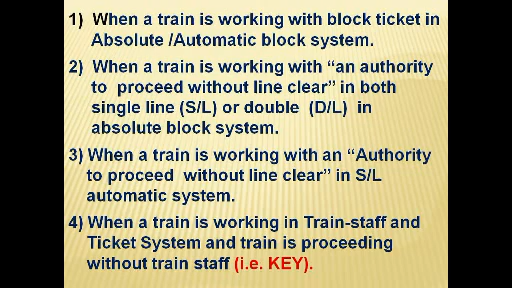 1) When a train is working with block ticket in
Absolute /Automatic block system.
2) When a train is working with “an authority
to proceed without line clear” in both
single line (S/L) or double (D/L) in
absolute block system.
3) When a train is working with an “Authority
to proceed without line clear” in S/L
automatic system.
4) When a train is working in Train-staff and
Ticket System and train is proceeding
without train staff (i.e. KEY).